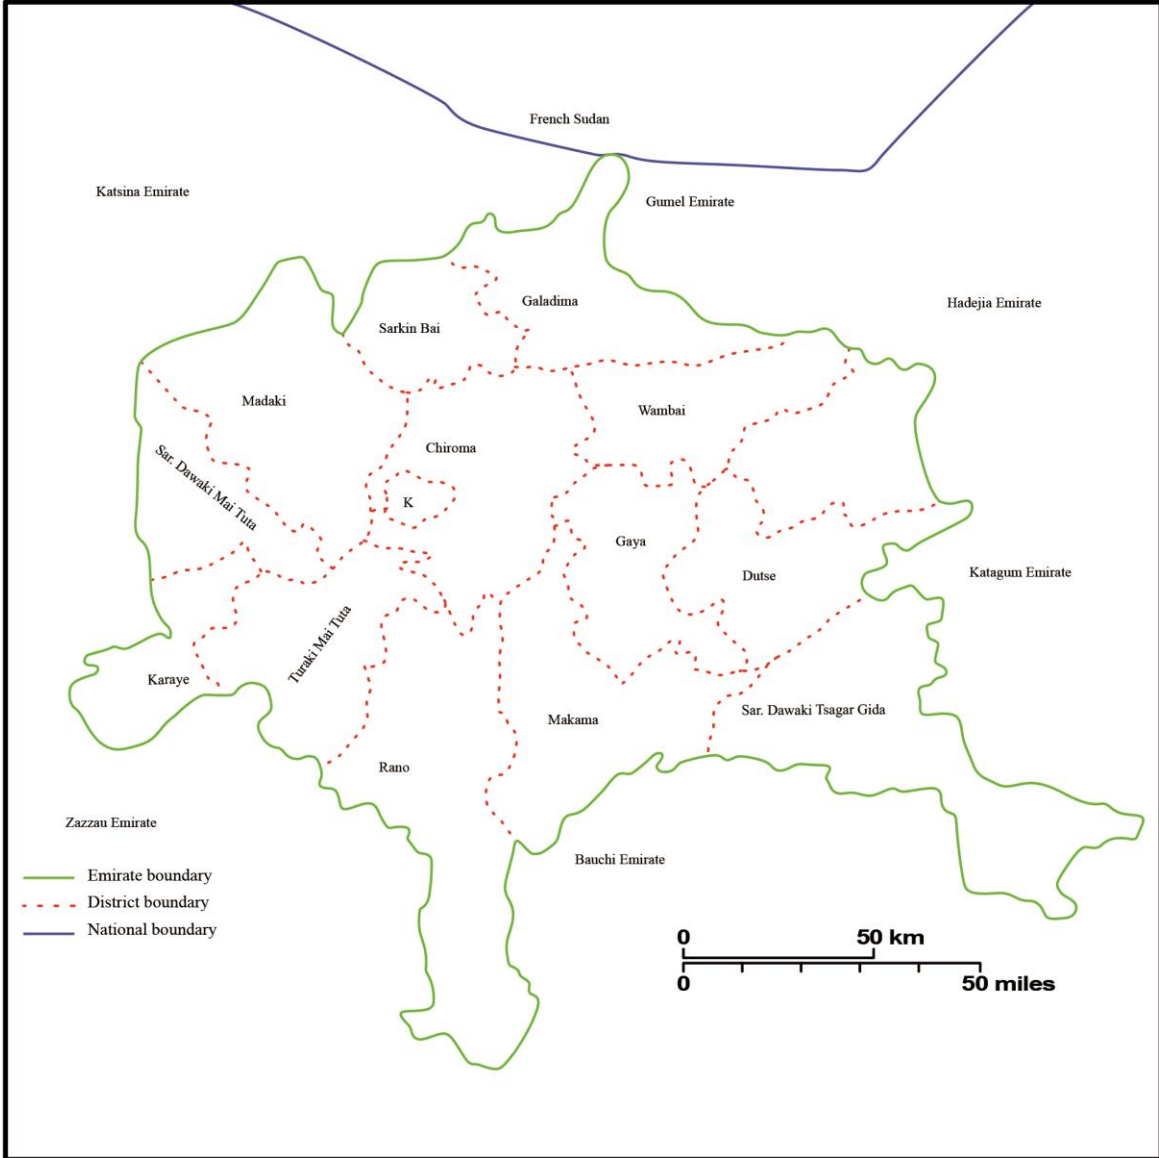 French Sudan
Katsina Emirate
Gumel Emirate
Hadejia Emirate
Galadima
Sarkin Bai
Madaki
Wambai
Chiroma
Sar. Dawaki Mai Tuta
K
Gaya
Dutse
Katagum Emirate
Turaki Mai Tuta
Karaye
Makama
Sar. Dawaki Tsagar Gida
Rano
Zazzau Emirate
Bauchi Emirate
Emirate boundary
District boundary
National boundary
0 50 km
0 50 miles